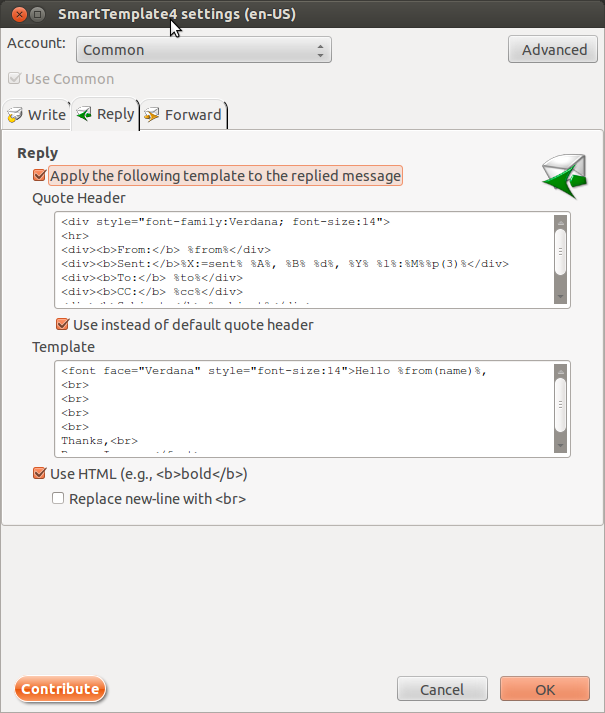 SmartTemplate4 settings (en-US)
Account: Common Advanced
Use Common
Write Reply Forward
Reply
Apply the following template to the replied message
Quote Header
<div style="font-family:Verdana; font-size:14">
<hr>
<div><b>From:</b> %from%</div>
<div><b>Sent:</b>%X:=sent% %A%, %B% %d%, %Y% %l%:%M%%p(3)%</div>
<div><b>To:</b> %to%</div>
<div><b>CC:</b> %cc%</div>
Use instead of default quote header
Template
<font face="Verdana" style="font-size:14">Hello %from(name)%,
<br>
<br>
<br>
<br>
Thanks,<br>
Use HTML (e.g., <b>bold</b>)
Replace new-line with <br>
Contribute Cancel OK